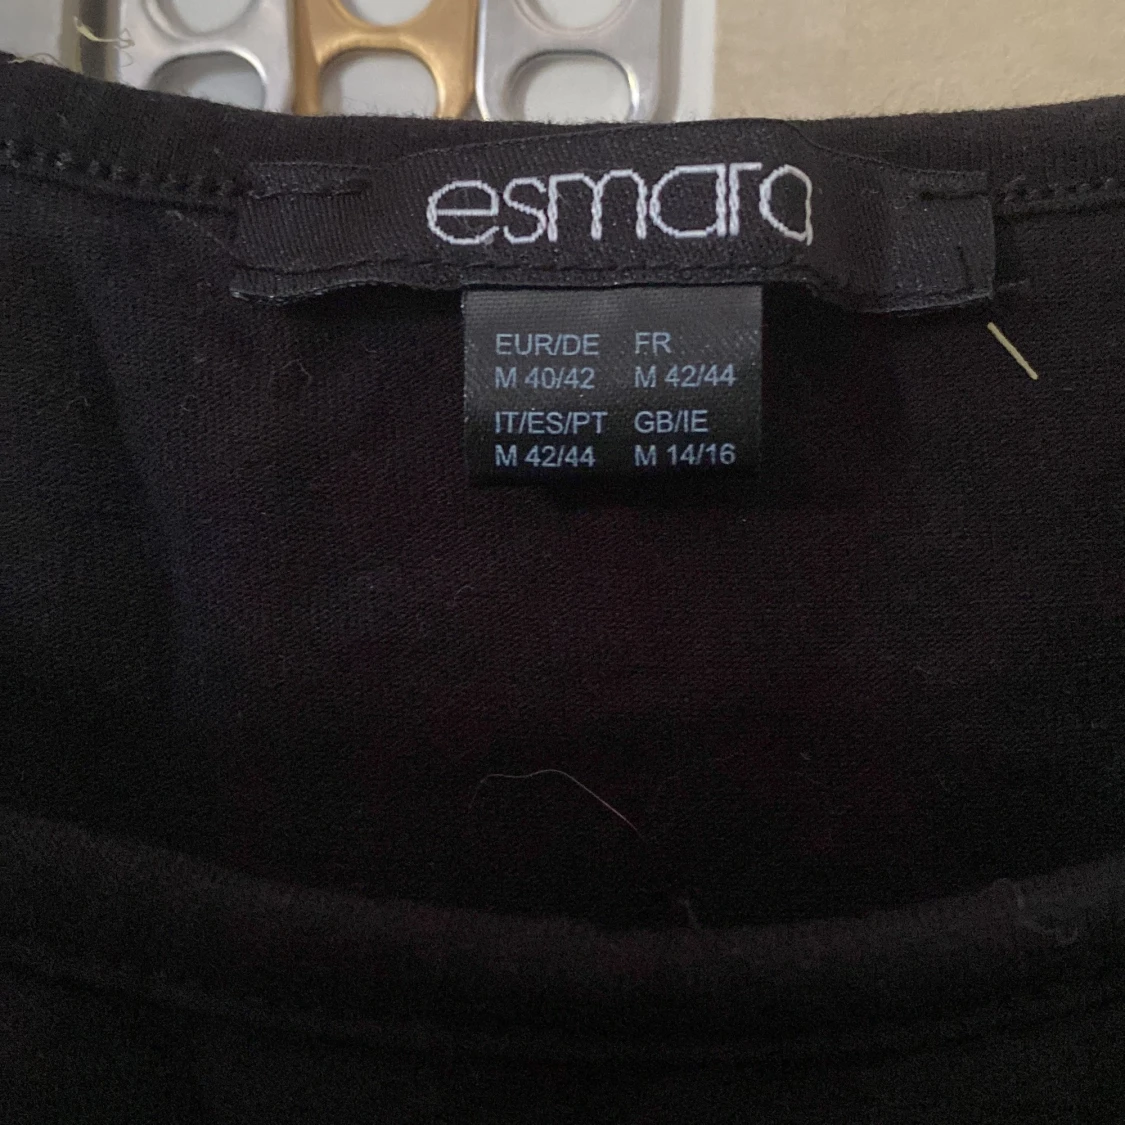 esmara
EUR/DE FR
M 40/42 M 42/44
IT/ES/PT GB/IE
M 42/44 M 14/16